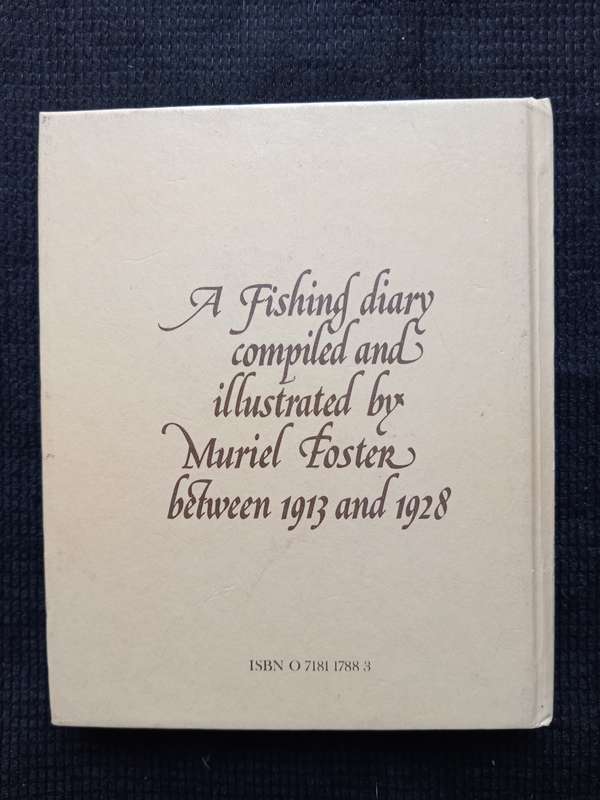 A Fishing diary
compiled and
illustrated by
Muriel Foster
between 1913 and 1928
ISBN 0 7181 1788 3